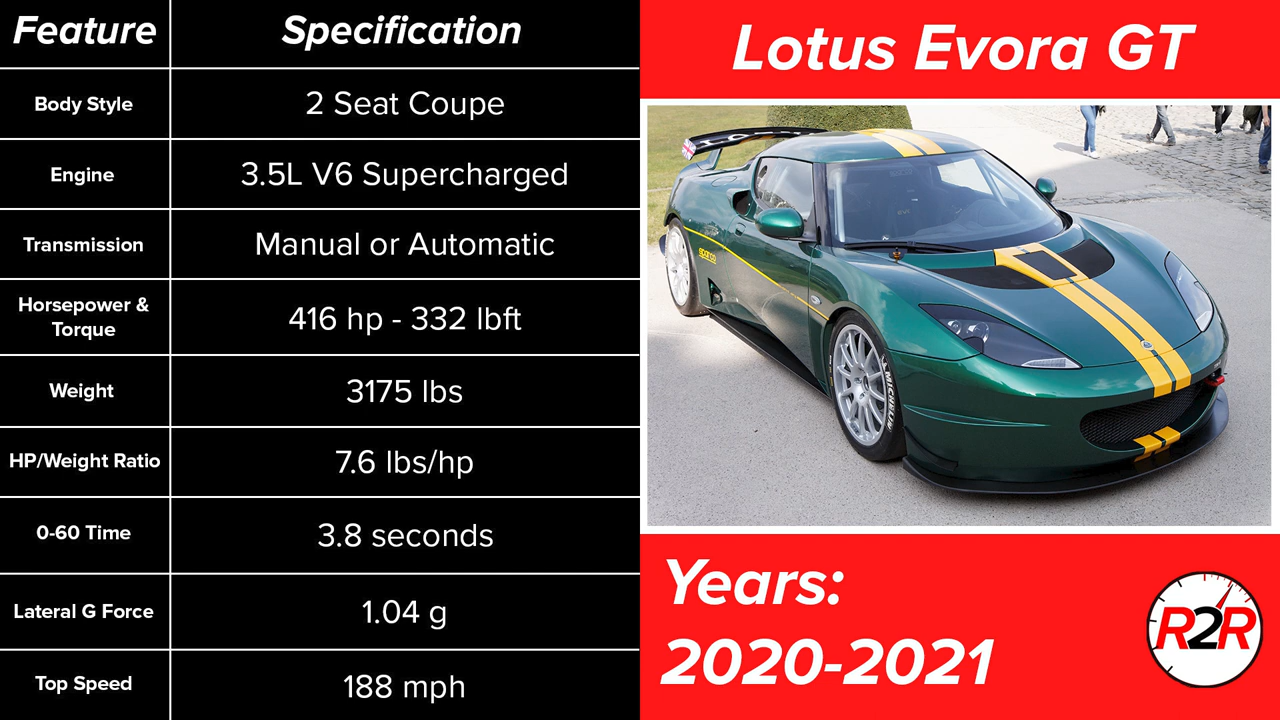 Feature Specification
Body Style 2 Seat Coupe
Engine 3.5L V6 Supercharged
Transmission Manual or Automatic
Horsepower &
Torque 416 hp - 332 lbft
Weight 3175 lbs
HP/Weight Ratio 7.6 lbs/hp
0-60 Time 3.8 seconds
Lateral G Force 1.04 g
Top Speed 188 mph
Lotus Evora GT
sparco
MICHELIN
Years:
2020-2021
R2R